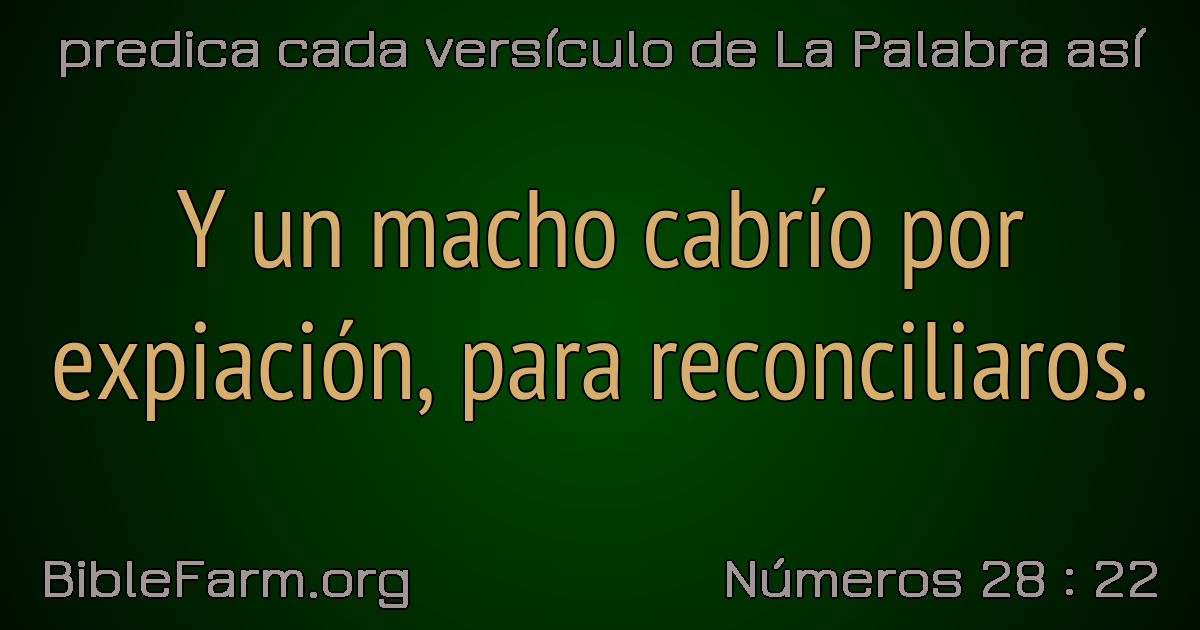 predica cada versículo de La Palabra así
Y un macho cabrío por
expiación, para reconciliaros.
BibleFarm.org
Números 28 : 22